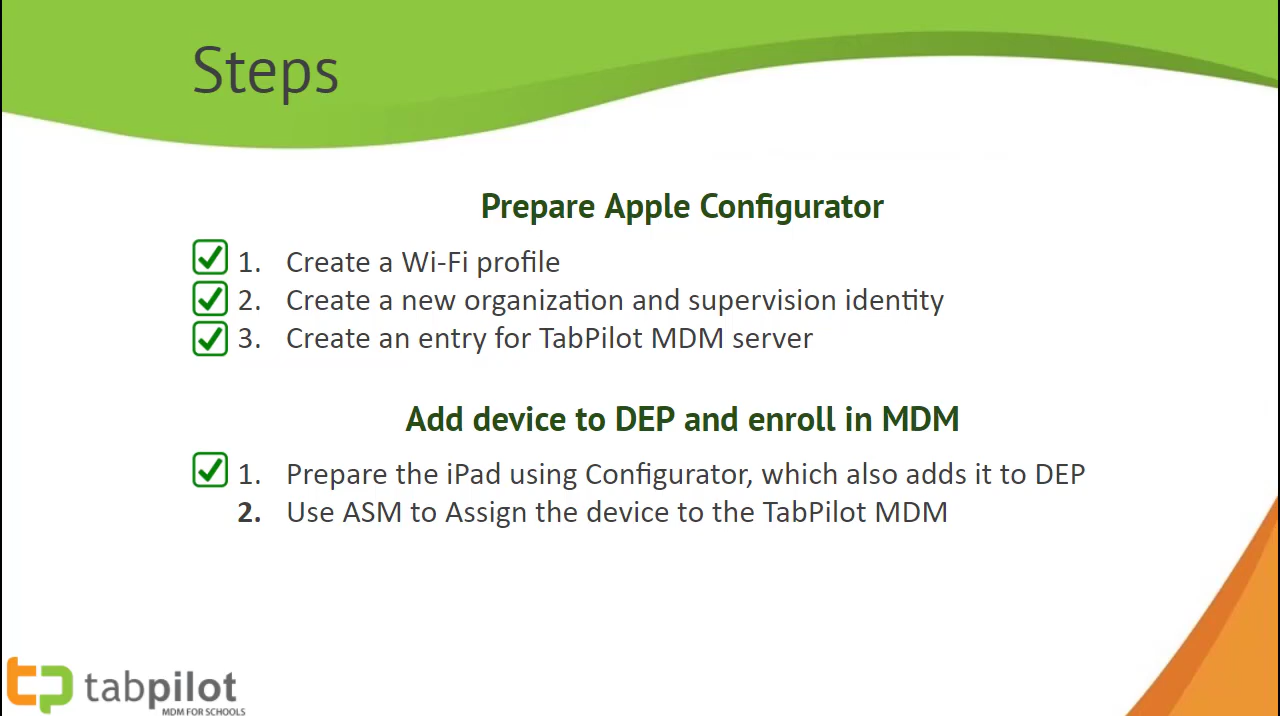 Steps
Prepare Apple Configurator
1. Create a Wi-Fi profile
2. Create a new organization and supervision identity
3. Create an entry for TabPilot MDM server
Add device to DEP and enroll in MDM
1. Prepare the iPad using Configurator, which also adds it to DEP
2. Use ASM to Assign the device to the TabPilot MDM
tp tabpilot
MDM FOR SCHOOLS